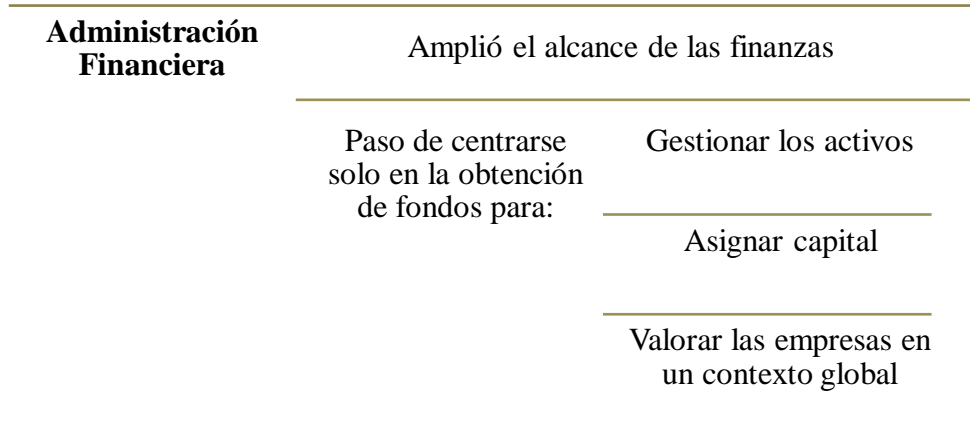 Administración
Financiera
Amplió el alcance de las finanzas
Paso de centrarse
solo en la obtención
de fondos para:
Gestionar los activos
Asignar capital
Valorar las empresas en
un contexto global